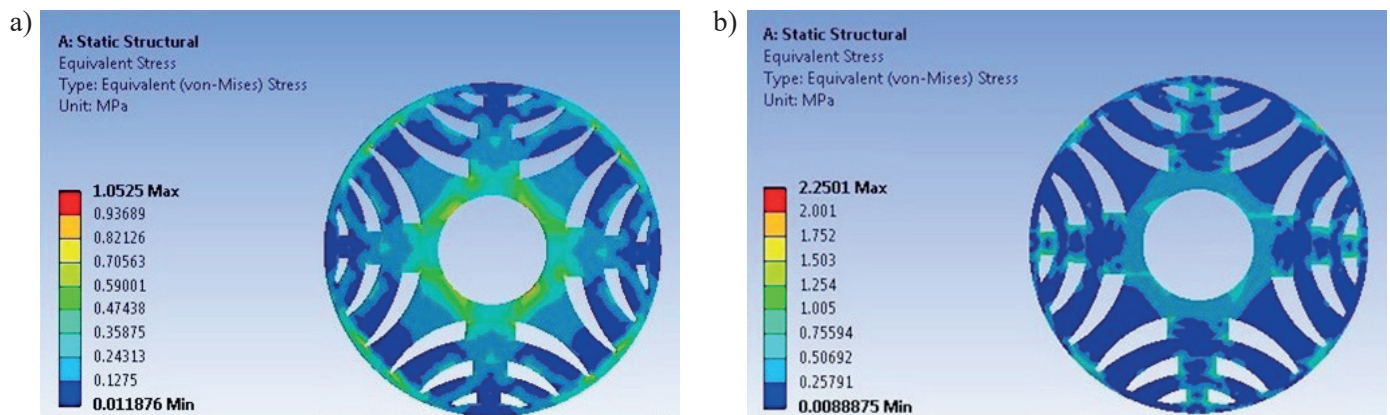 a)
A: Static Structural
Equivalent Stress
Type: Equivalent (von-Mises) Stress
Unit: MPa
1.0525 Max
0.93689
0.82126
0.70563
0.59001
0.47438
0.35875
0.24313
0.1275
0.011876 Min
b)
A: Static Structural
Equivalent Stress
Type: Equivalent (von-Mises) Stress
Unit: MPa
2.2501 Max
2.001
1.752
1.503
1.254
1.005
0.75594
0.50692
0.25791
0.0088875 Min